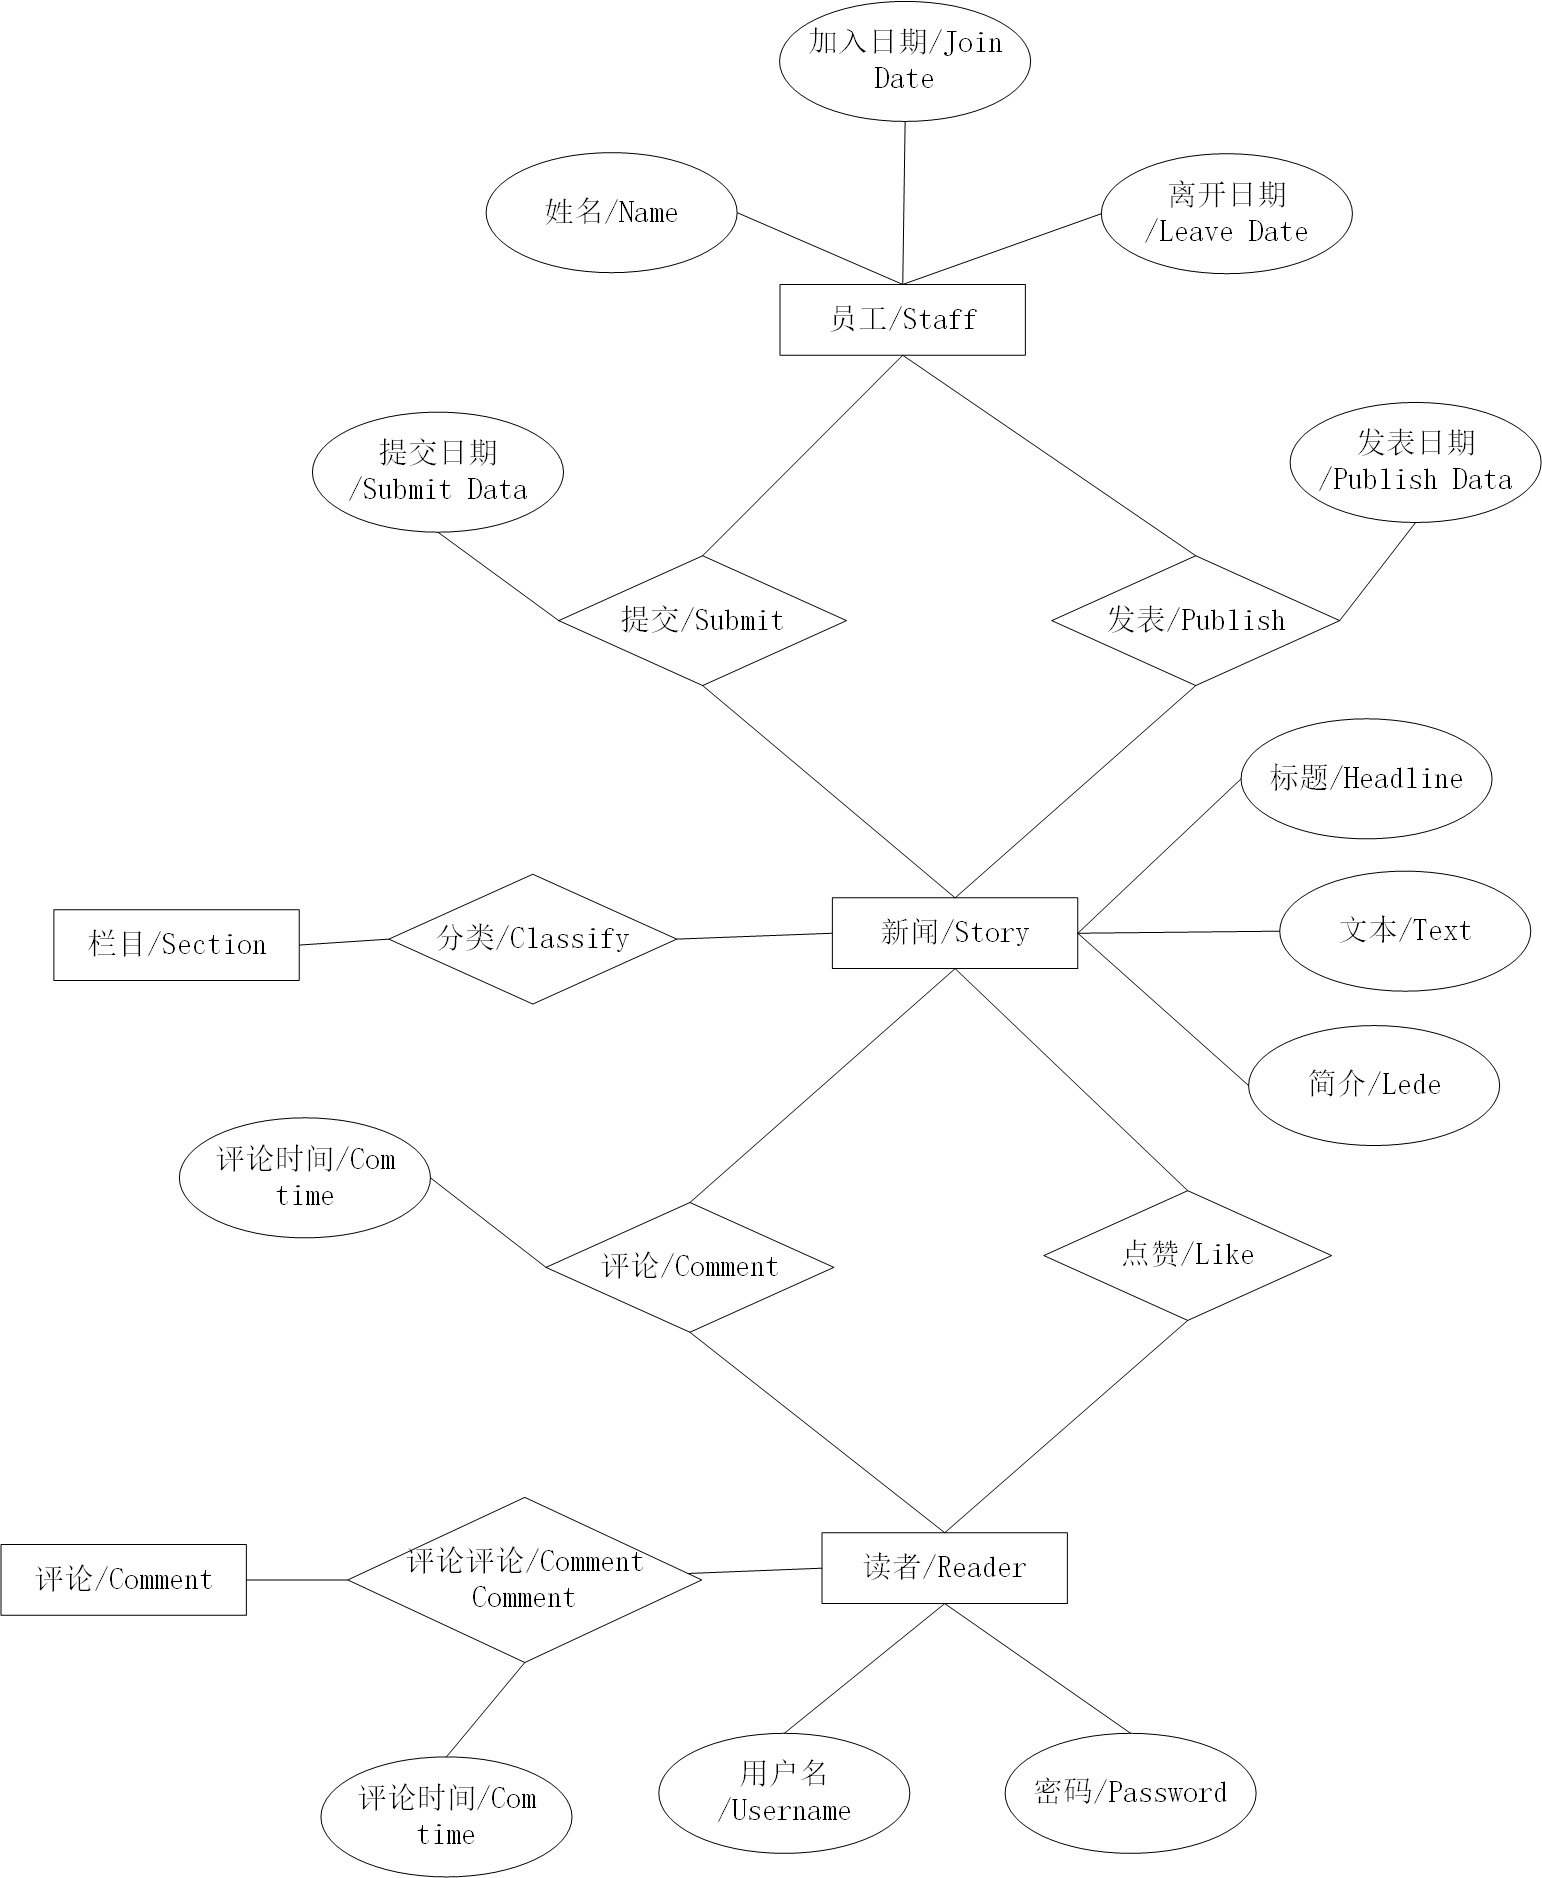 加入日期/Join
Date
姓名/Name
离开日期
/Leave Date
员工/Staff
提交日期
/Submit Data
发表日期
/Publish Data
提交/Submit
发表/Publish
标题/Headline
栏目/Section
分类/Classify
新闻/Story
文本/Text
简介/Lede
评论时间/Com
time
评论/Comment
点赞/Like
评论/Comment
评论评论/Comment
Comment
读者/Reader
评论时间/Com
time
用户名
/Username
密码/Password